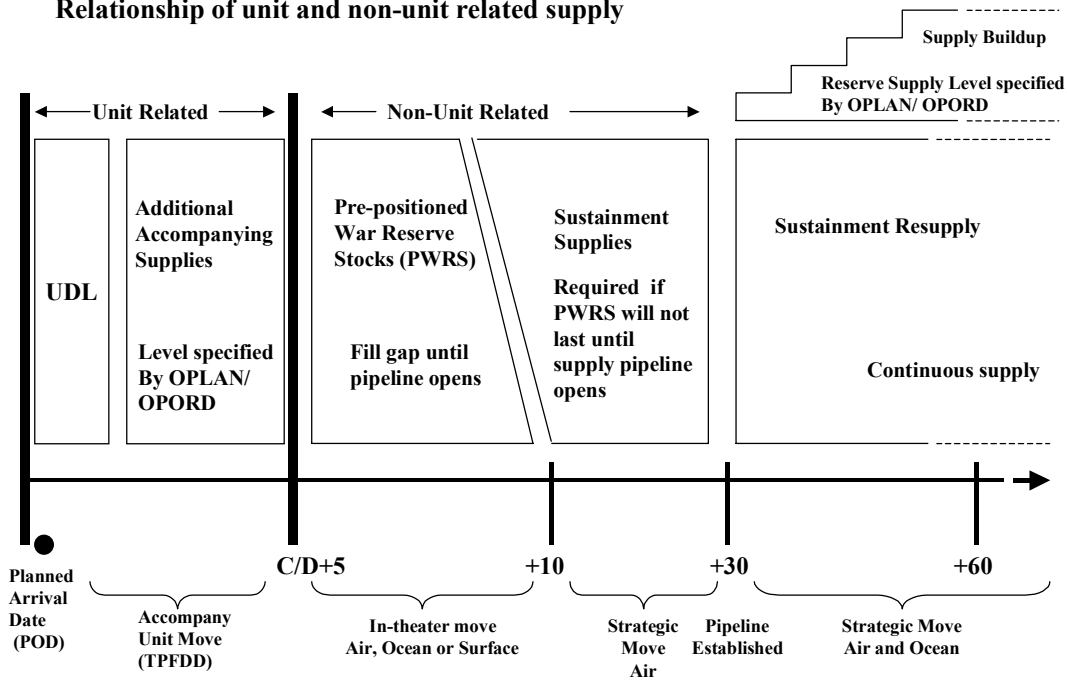 Relationship of unit and non-unit related supply
Supply Buildup
Reserve Supply Level specified
By OPLAN/ OPORD
Unit Related
Non-Unit Related
UDL
Additional
Accompanying
Supplies
Level specified
By OPLAN/
OPORD
Pre-positioned
War Reserve
Stocks (PWRS)
Fill gap until
pipeline opens
Sustainment
Supplies
Required if
PWRS will not
last until
supply pipeline
opens
Sustainment Resupply
Continuous supply
C/D+5
+10
+30
+60
Planned
Arrival
Date
(POD)
Accompany
Unit Move
(TPFDD)
In-theater move
Air, Ocean or Surface
Strategic
Move
Air
Pipeline
Established
Strategic Move
Air and Ocean